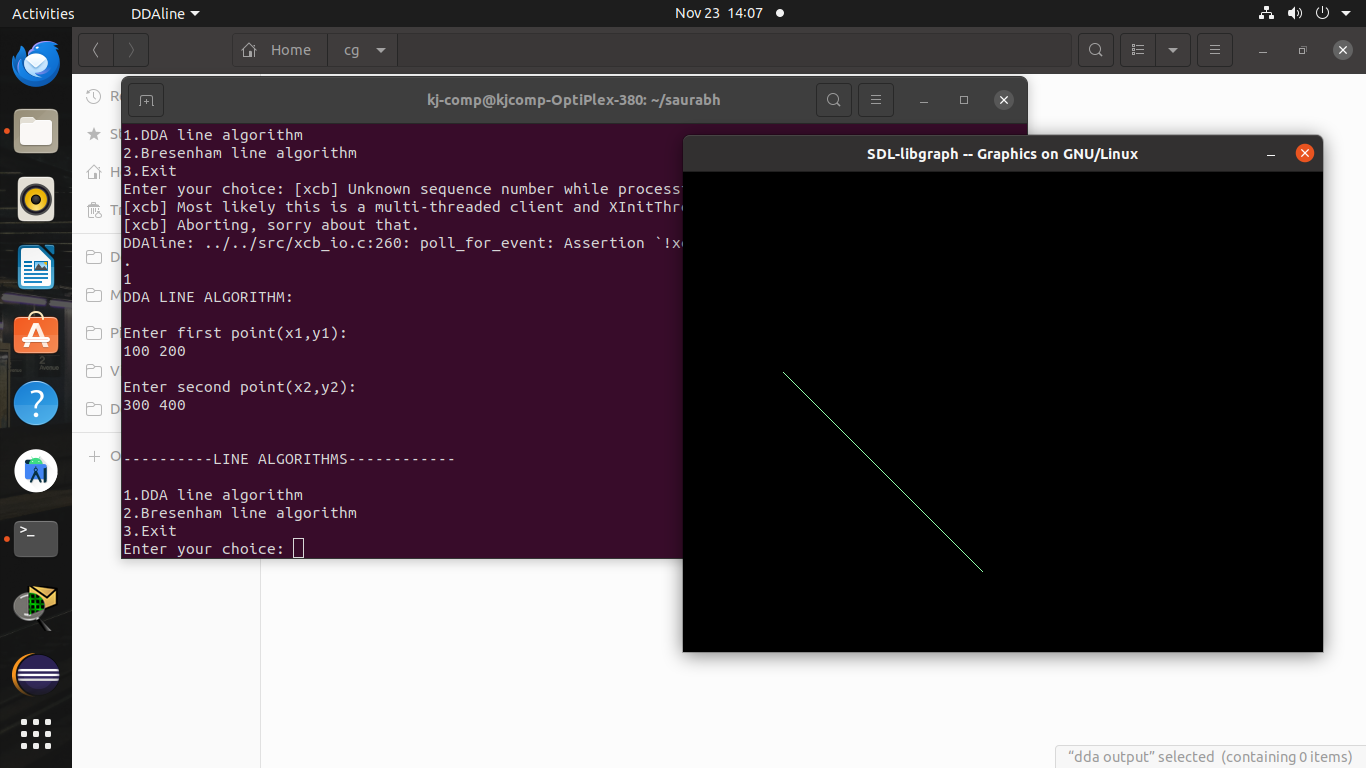 Activities
DDAline
Nov 23 14:07
Home
cg
kj-comp@kjcomp-OptiPlex-380: ~/saurabh
1.DDA line algorithm
2.Bresenham line algorithm
3.Exit
Enter your choice: [xcb] Unknown sequence number while
[xcb] Most likely this is a multi-threaded client and
[xcb] Aborting, sorry about that.
DDAline: ../../src/xcb_io.c:260: poll_for_event: Assertion
.
1
DDA LINE ALGORITHM:
Enter first point(x1,y1):
100 200
Enter second point(x2,y2):
300 400
----------LINE ALGORITHMS------------
1.DDA line algorithm
2.Bresenham line algorithm
3.Exit
Enter your choice:
SDL-libgraph -- Graphics on GNU/Linux
“dda output” selected (containing 0 items)